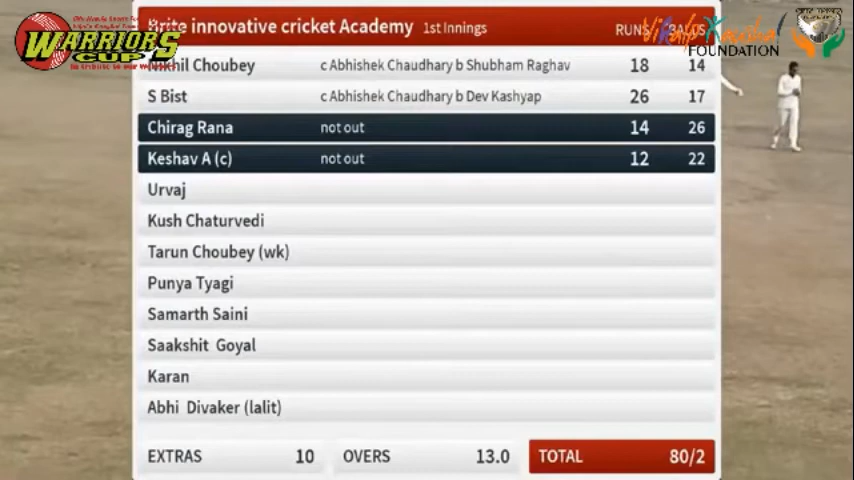 WARRIORS
CUP
Brite innovative cricket Academy 1st Innings RUNS BALLS
FOUNDATION
Nikhil Choubey c Abhishek Chaudhary b Shubham Raghav 18 14
S Bist c Abhishek Chaudhary b Dev Kashyap 26 17
Chirag Rana not out 14 26
Keshav A (c) not out 12 22
Urvaj
Kush Chaturvedi
Tarun Choubey (wk)
Punya Tyagi
Samarth Saini
Saakshit Goyal
Karan
Abhi Divaker (lalit)
EXTRAS 10 OVERS 13.0 TOTAL 80/2